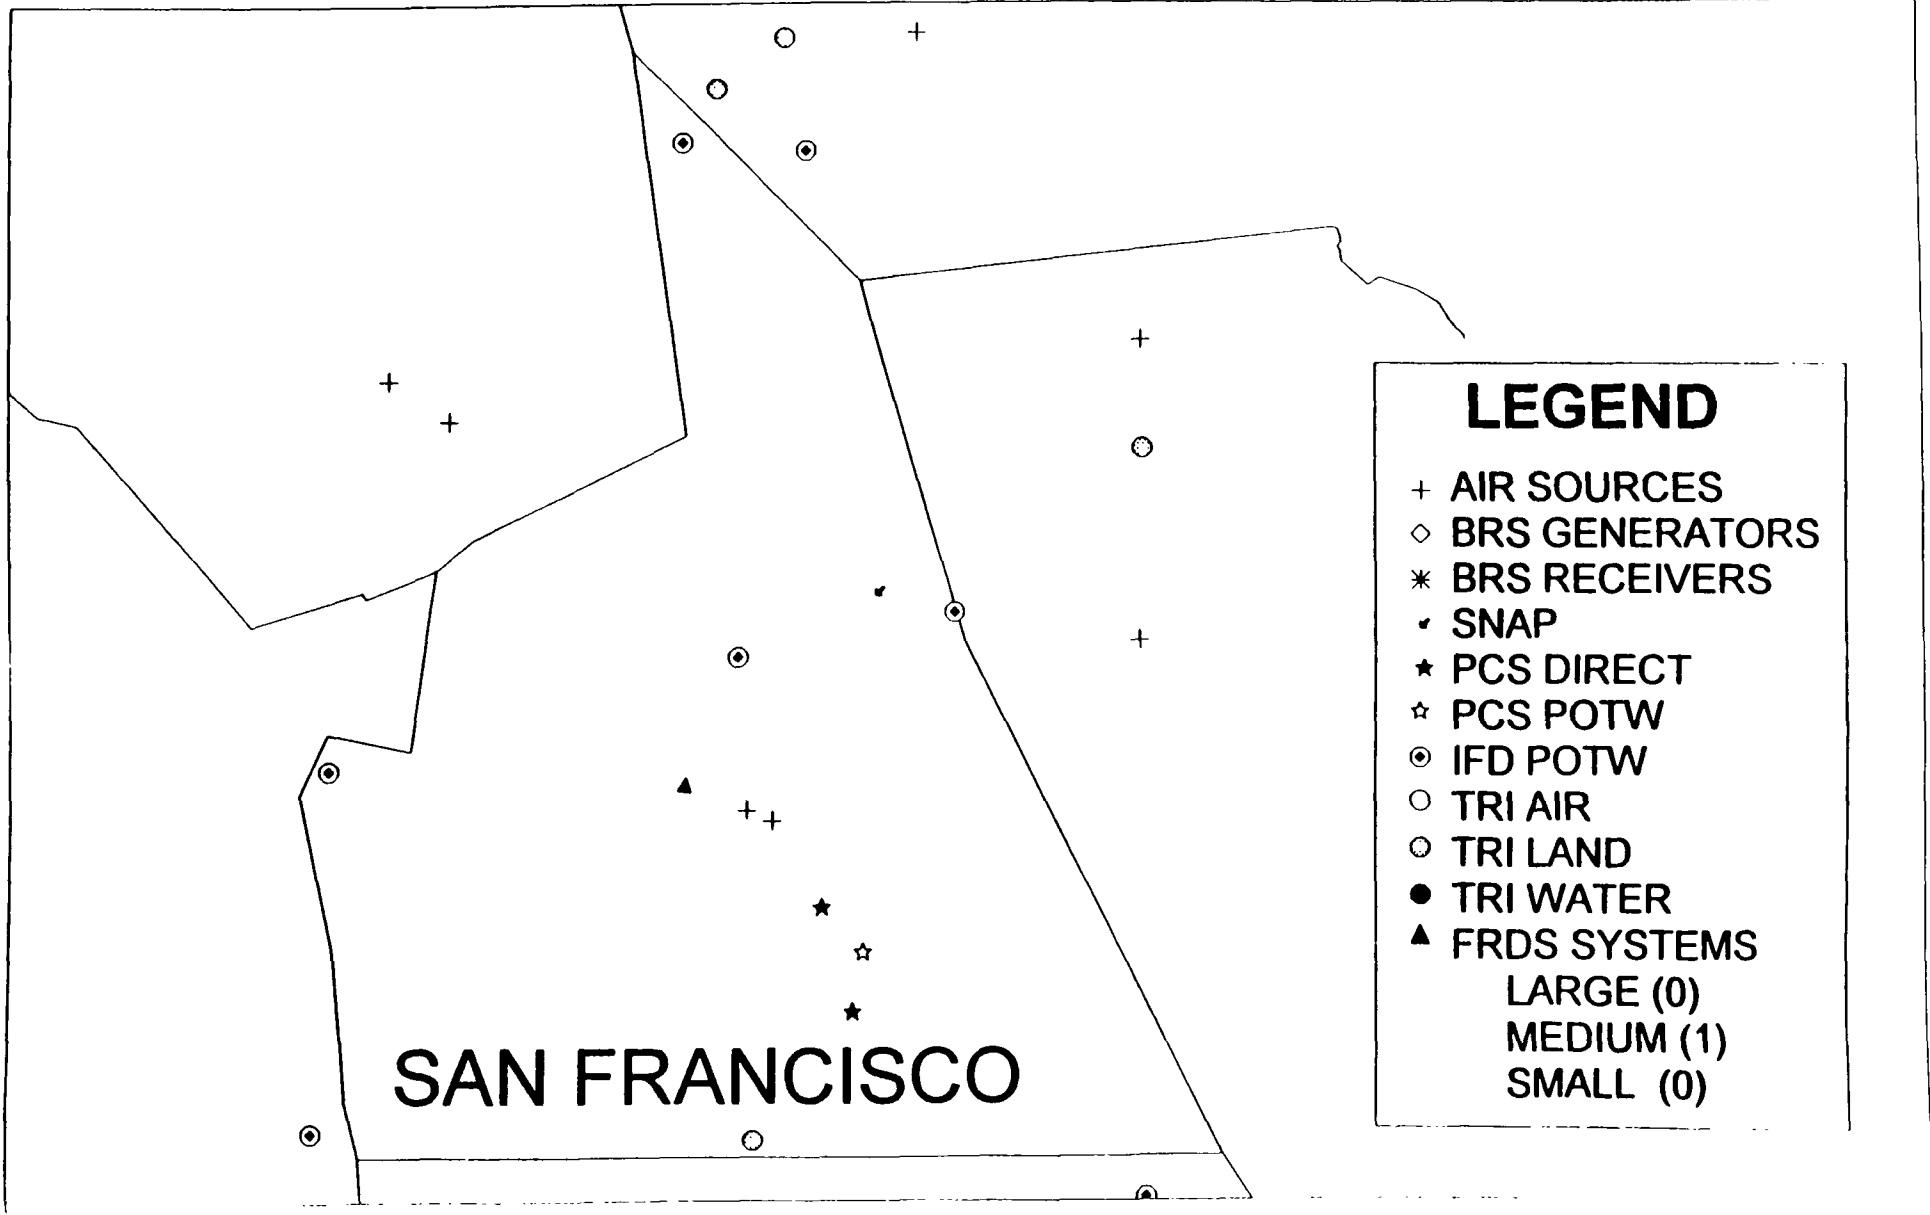 LEGEND
AIR SOURCES
BRS GENERATORS
BRS RECEIVERS
SNAP
PCS DIRECT
PCS POTW
IFD POTW
TRI AIR
TRI LAND
TRI WATER
FRDS SYSTEMS
LARGE (0)
MEDIUM (1)
SMALL (0)
SAN FRANCISCO